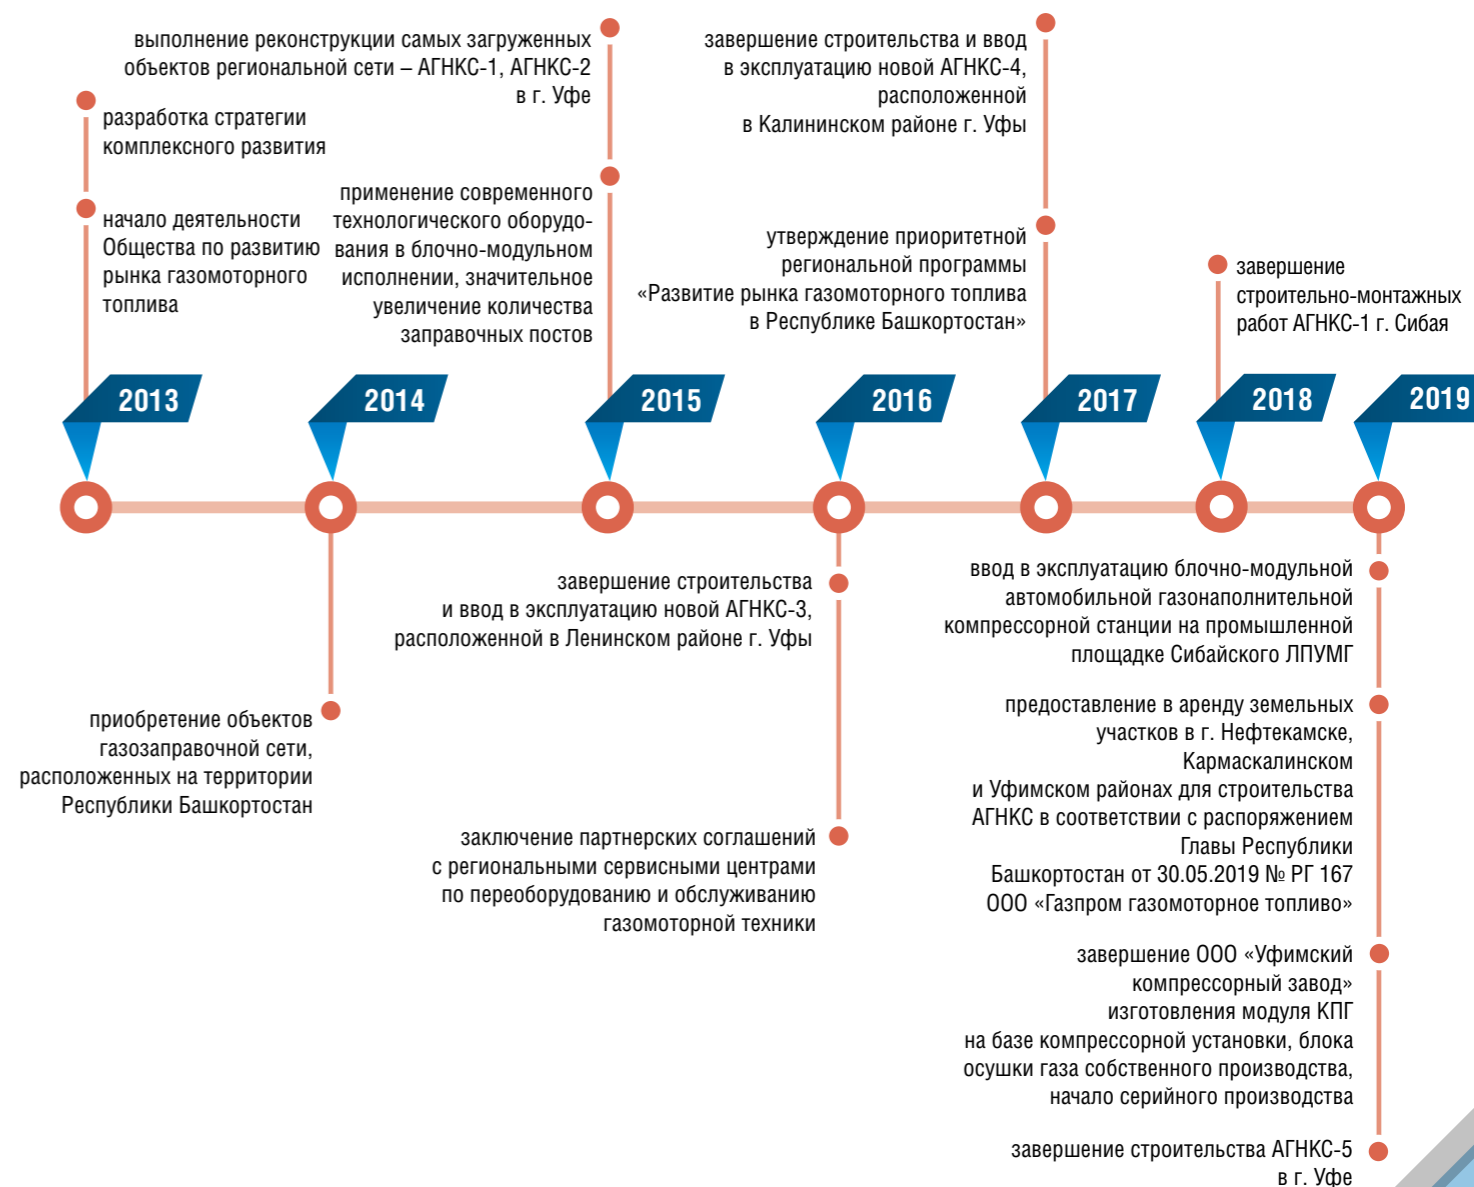 выполнение реконструкции самых загруженных
объектов региональной сети – АГНКС-1, АГНКС-2
в г. Уфе
завершение строительства и ввод
в эксплуатацию новой АГНКС-4,
расположенной
в Калининском районе г. Уфы
разработка стратегии
комплексного развития
начало деятельности
Общества по развитию
рынка газомоторного
топлива
применение современного
технологического оборудо-
вания в блочно-модульном
исполнении, значительное
увеличение количества
заправочных постов
утверждение приоритетной
региональной программы
«Развитие рынка газомоторного топлива
в Республике Башкортостан»
завершение
строительно-монтажных
работ АГНКС-1 г. Сибая
2013
2014
2015
2016
2017
2018
2019
приобретение объектов
газозаправочной сети,
расположенных на территории
Республики Башкортостан
завершение строительства
и ввод в эксплуатацию новой АГНКС-3,
расположенной в Ленинском районе г. Уфы
заключение партнерских соглашений
с региональными сервисными центрами
по переоборудованию и обслуживанию
газомоторной техники
ввод в эксплуатацию блочно-модульной
автомобильной газонаполнительной
компрессорной станции на промышленной
площадке Сибайского ЛПУМГ
предоставление в аренду земельных
участков в г. Нефтекамске,
Кармаскалинском
и Уфимском районах для строительства
АГНКС в соответствии с распоряжением
Главы Республики
Башкортостан от 30.05.2019 № РГ 167
ООО «Газпром газомоторное топливо»
завершение ООО «Уфимский
компрессорный завод»
изготовления модуля КПГ
на базе компрессорной установки, блока
осушки газа собственного производства,
начало серийного производства
завершение строительства АГНКС-5
в г. Уфе